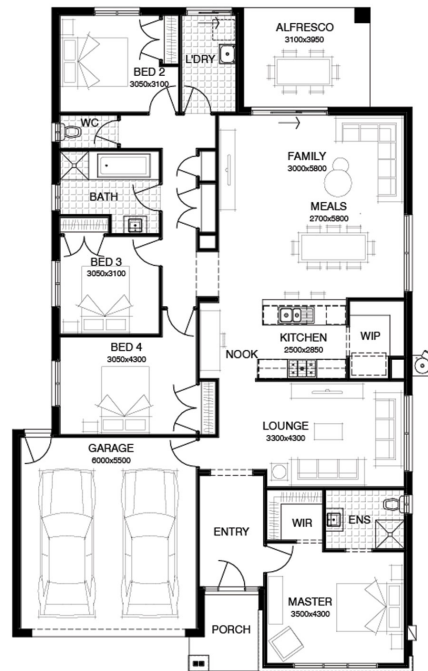 ALFRESCO
3100x3950
BED 2
3050x3100
L'DRY
WC
FAMILY
3000x5800
BATH
MEALS
2700x5800
BED 3
3050x3100
KITCHEN
2500x2850
WIP
NOOK
BED 4
3050x4300
LOUNGE
3300x4300
GARAGE
6000x5500
WIR
ENS
ENTRY
MASTER
3500x4300
PORCH